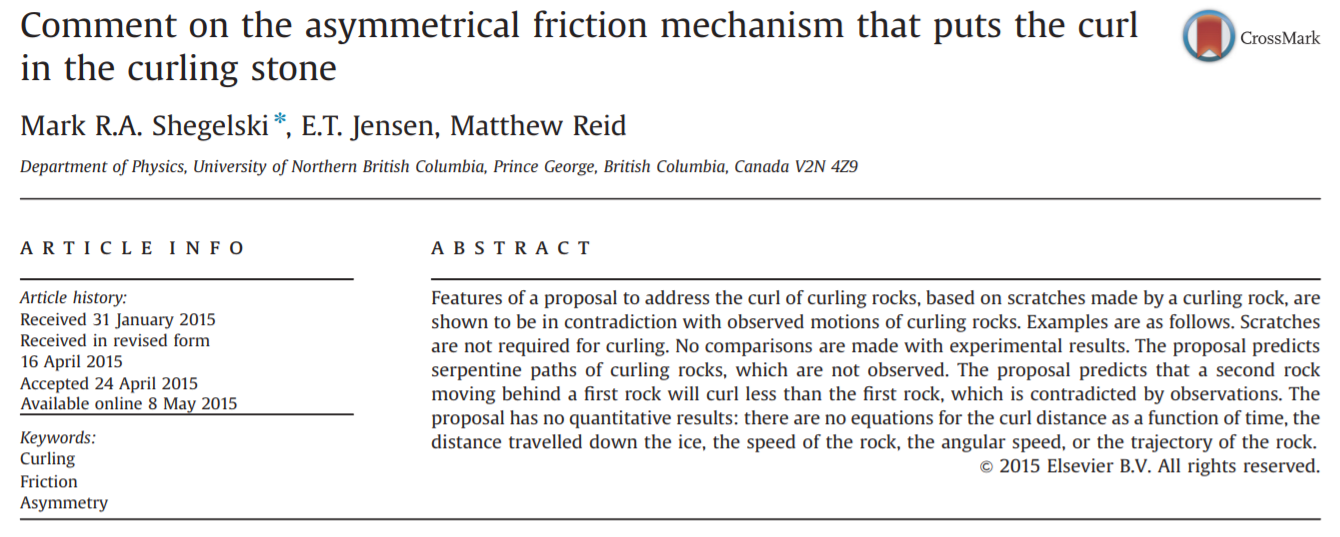 Comment on the asymmetrical friction mechanism that puts the curl
in the curling stone
CrossMark
Mark R.A. Shegelski*, E.T. Jensen, Matthew Reid
Department of Physics, University of Northern British Columbia, Prince George, British Columbia, Canada V2N 4Z9
ARTICLE INFO
Article history:
Received 31 January 2015
Received in revised form
16 April 2015
Accepted 24 April 2015
Available online 8 May 2015
Keywords:
Curling
Friction
Asymmetry
ABSTRACT
Features of a proposal to address the curl of curling rocks, based on scratches made by a curling rock, are
shown to be in contradiction with observed motions of curling rocks. Examples are as follows. Scratches
are not required for curling. No comparisons are made with experimental results. The proposal predicts
serpentine paths of curling rocks, which are not observed. The proposal predicts that a second rock
moving behind a first rock will curl less than the first rock, which is contradicted by observations. The
proposal has no quantitative results: there are no equations for the curl distance as a function of time, the
distance travelled down the ice, the speed of the rock, the angular speed, or the trajectory of the rock.
© 2015 Elsevier B.V. All rights reserved.